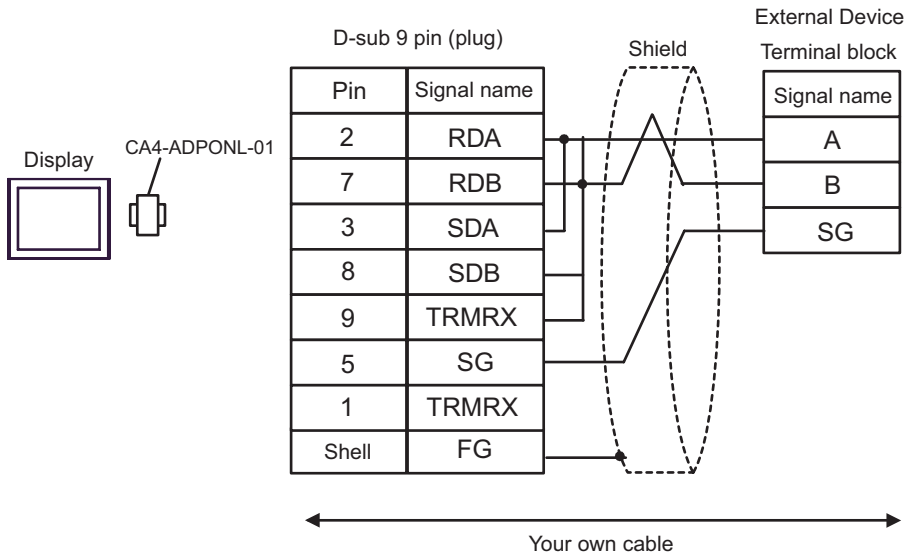 External Device
D-sub 9 pin (plug)
Shield
Terminal block
Pin Signal name
Signal name
2 RDA
A
CA4-ADPONL-01
Display
7 RDB
B
3 SDA
SG
8 SDB
9 TRMRX
5 SG
1 TRMRX
Shell FG
Your own cable